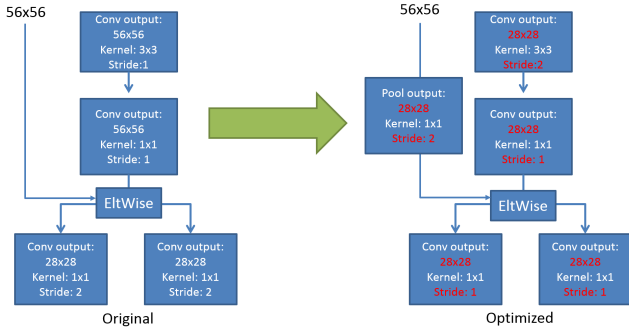 56x56
Conv output:
56x56
Kernel: 3x3
Stride:1
Conv output:
56x56
Kernel: 1x1
Stride: 1
EltWise
Conv output:
28x28
Kernel: 1x1
Stride: 2
Conv output:
28x28
Kernel: 1x1
Stride: 2
Original
56x56
Conv output:
28x28
Kernel: 3x3
Stride:2
Pool output:
28x28
Kernel: 1x1
Stride: 2
Conv output:
28x28
Kernel: 1x1
Stride: 1
EltWise
Conv output:
28x28
Kernel: 1x1
Stride: 1
Conv output:
28x28
Kernel: 1x1
Stride: 1
Optimized